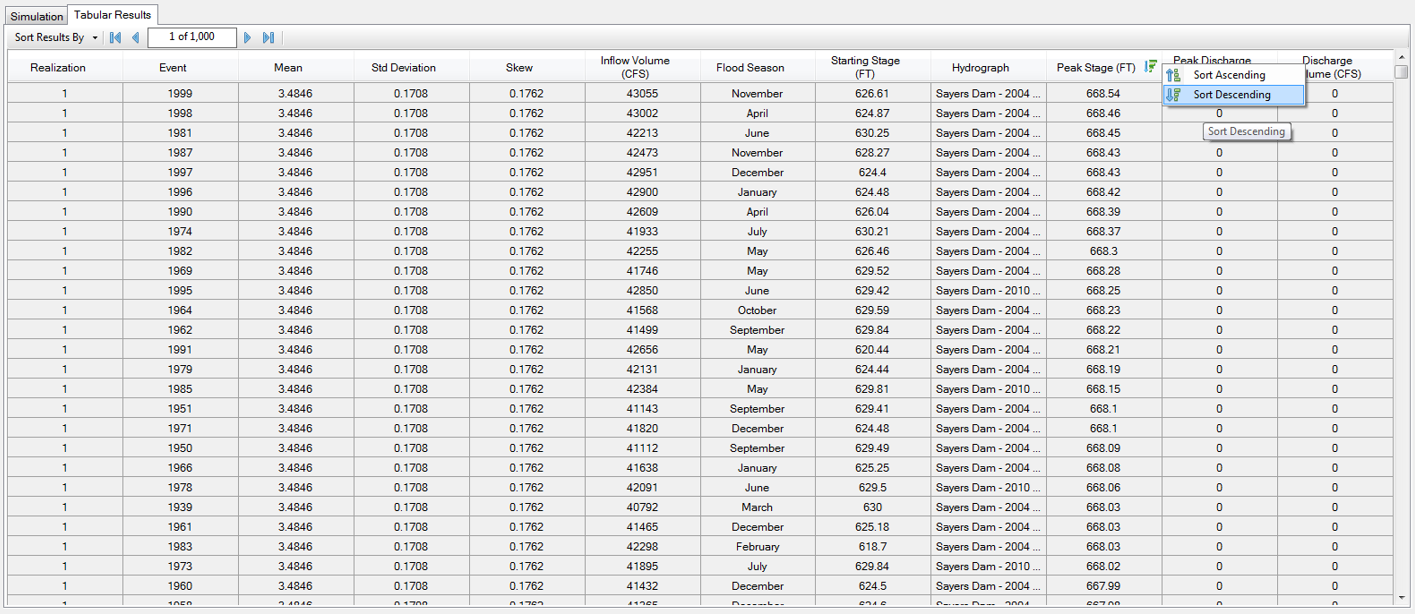 Simulation Tabular Results
Sort Results By 1 of 1,000
Realization Event Mean Std Deviation Skew Inflow Volume (CFS) Flood Season Starting Stage (FT) Hydrograph Peak Stage (FT) Peak Discharge Discharge
Sort Ascending
Sort Descending
Sort Descending
1 1999 3.4846 0.1708 0.1762 43055 November 626.61 Sayers Dam - 2004 ... 668.54 0
1 1998 3.4846 0.1708 0.1762 43002 April 624.87 Sayers Dam - 2004 ... 668.46 0 0
1 1981 3.4846 0.1708 0.1762 42213 June 630.25 Sayers Dam - 2004 ... 668.45 0
1 1987 3.4846 0.1708 0.1762 42473 November 628.27 Sayers Dam - 2004 ... 668.43 0 0
1 1997 3.4846 0.1708 0.1762 42951 December 624.4 Sayers Dam - 2004 ... 668.43 0 0
1 1996 3.4846 0.1708 0.1762 42900 January 624.48 Sayers Dam - 2004 ... 668.42 0 0
1 1990 3.4846 0.1708 0.1762 42609 April 626.04 Sayers Dam - 2004 ... 668.39 0 0
1 1974 3.4846 0.1708 0.1762 41933 July 630.21 Sayers Dam - 2004 ... 668.37 0 0
1 1982 3.4846 0.1708 0.1762 42255 May 626.46 Sayers Dam - 2004 ... 668.3 0 0
1 1969 3.4846 0.1708 0.1762 41746 May 629.52 Sayers Dam - 2004 ... 668.28 0 0
1 1995 3.4846 0.1708 0.1762 42850 June 629.42 Sayers Dam - 2010 ... 668.25 0 0
1 1964 3.4846 0.1708 0.1762 41568 October 629.59 Sayers Dam - 2004 ... 668.23 0 0
1 1962 3.4846 0.1708 0.1762 41499 September 629.84 Sayers Dam - 2004 ... 668.22 0 0
1 1991 3.4846 0.1708 0.1762 42656 May 620.44 Sayers Dam - 2004 ... 668.21 0 0
1 1979 3.4846 0.1708 0.1762 42131 January 624.44 Sayers Dam - 2004 ... 668.19 0 0
1 1985 3.4846 0.1708 0.1762 42384 May 629.81 Sayers Dam - 2010 ... 668.15 0 0
1 1951 3.4846 0.1708 0.1762 41143 September 629.41 Sayers Dam - 2004 ... 668.1 0 0
1 1971 3.4846 0.1708 0.1762 41820 December 624.48 Sayers Dam - 2004 ... 668.1 0 0
1 1950 3.4846 0.1708 0.1762 41112 September 629.49 Sayers Dam - 2004 ... 668.09 0 0
1 1966 3.4846 0.1708 0.1762 41638 January 625.25 Sayers Dam - 2004 ... 668.08 0 0
1 1978 3.4846 0.1708 0.1762 42091 June 629.5 Sayers Dam - 2010 ... 668.06 0 0
1 1939 3.4846 0.1708 0.1762 40792 March 630 Sayers Dam - 2004 ... 668.03 0 0
1 1961 3.4846 0.1708 0.1762 41465 December 625.18 Sayers Dam - 2004 ... 668.03 0 0
1 1983 3.4846 0.1708 0.1762 42298 February 618.7 Sayers Dam - 2004 ... 668.03 0 0
1 1973 3.4846 0.1708 0.1762 41895 July 629.84 Sayers Dam - 2010 ... 668.02 0 0
1 1960 3.4846 0.1708 0.1762 41432 December 624.5 Sayers Dam - 2004 ... 667.99 0 0